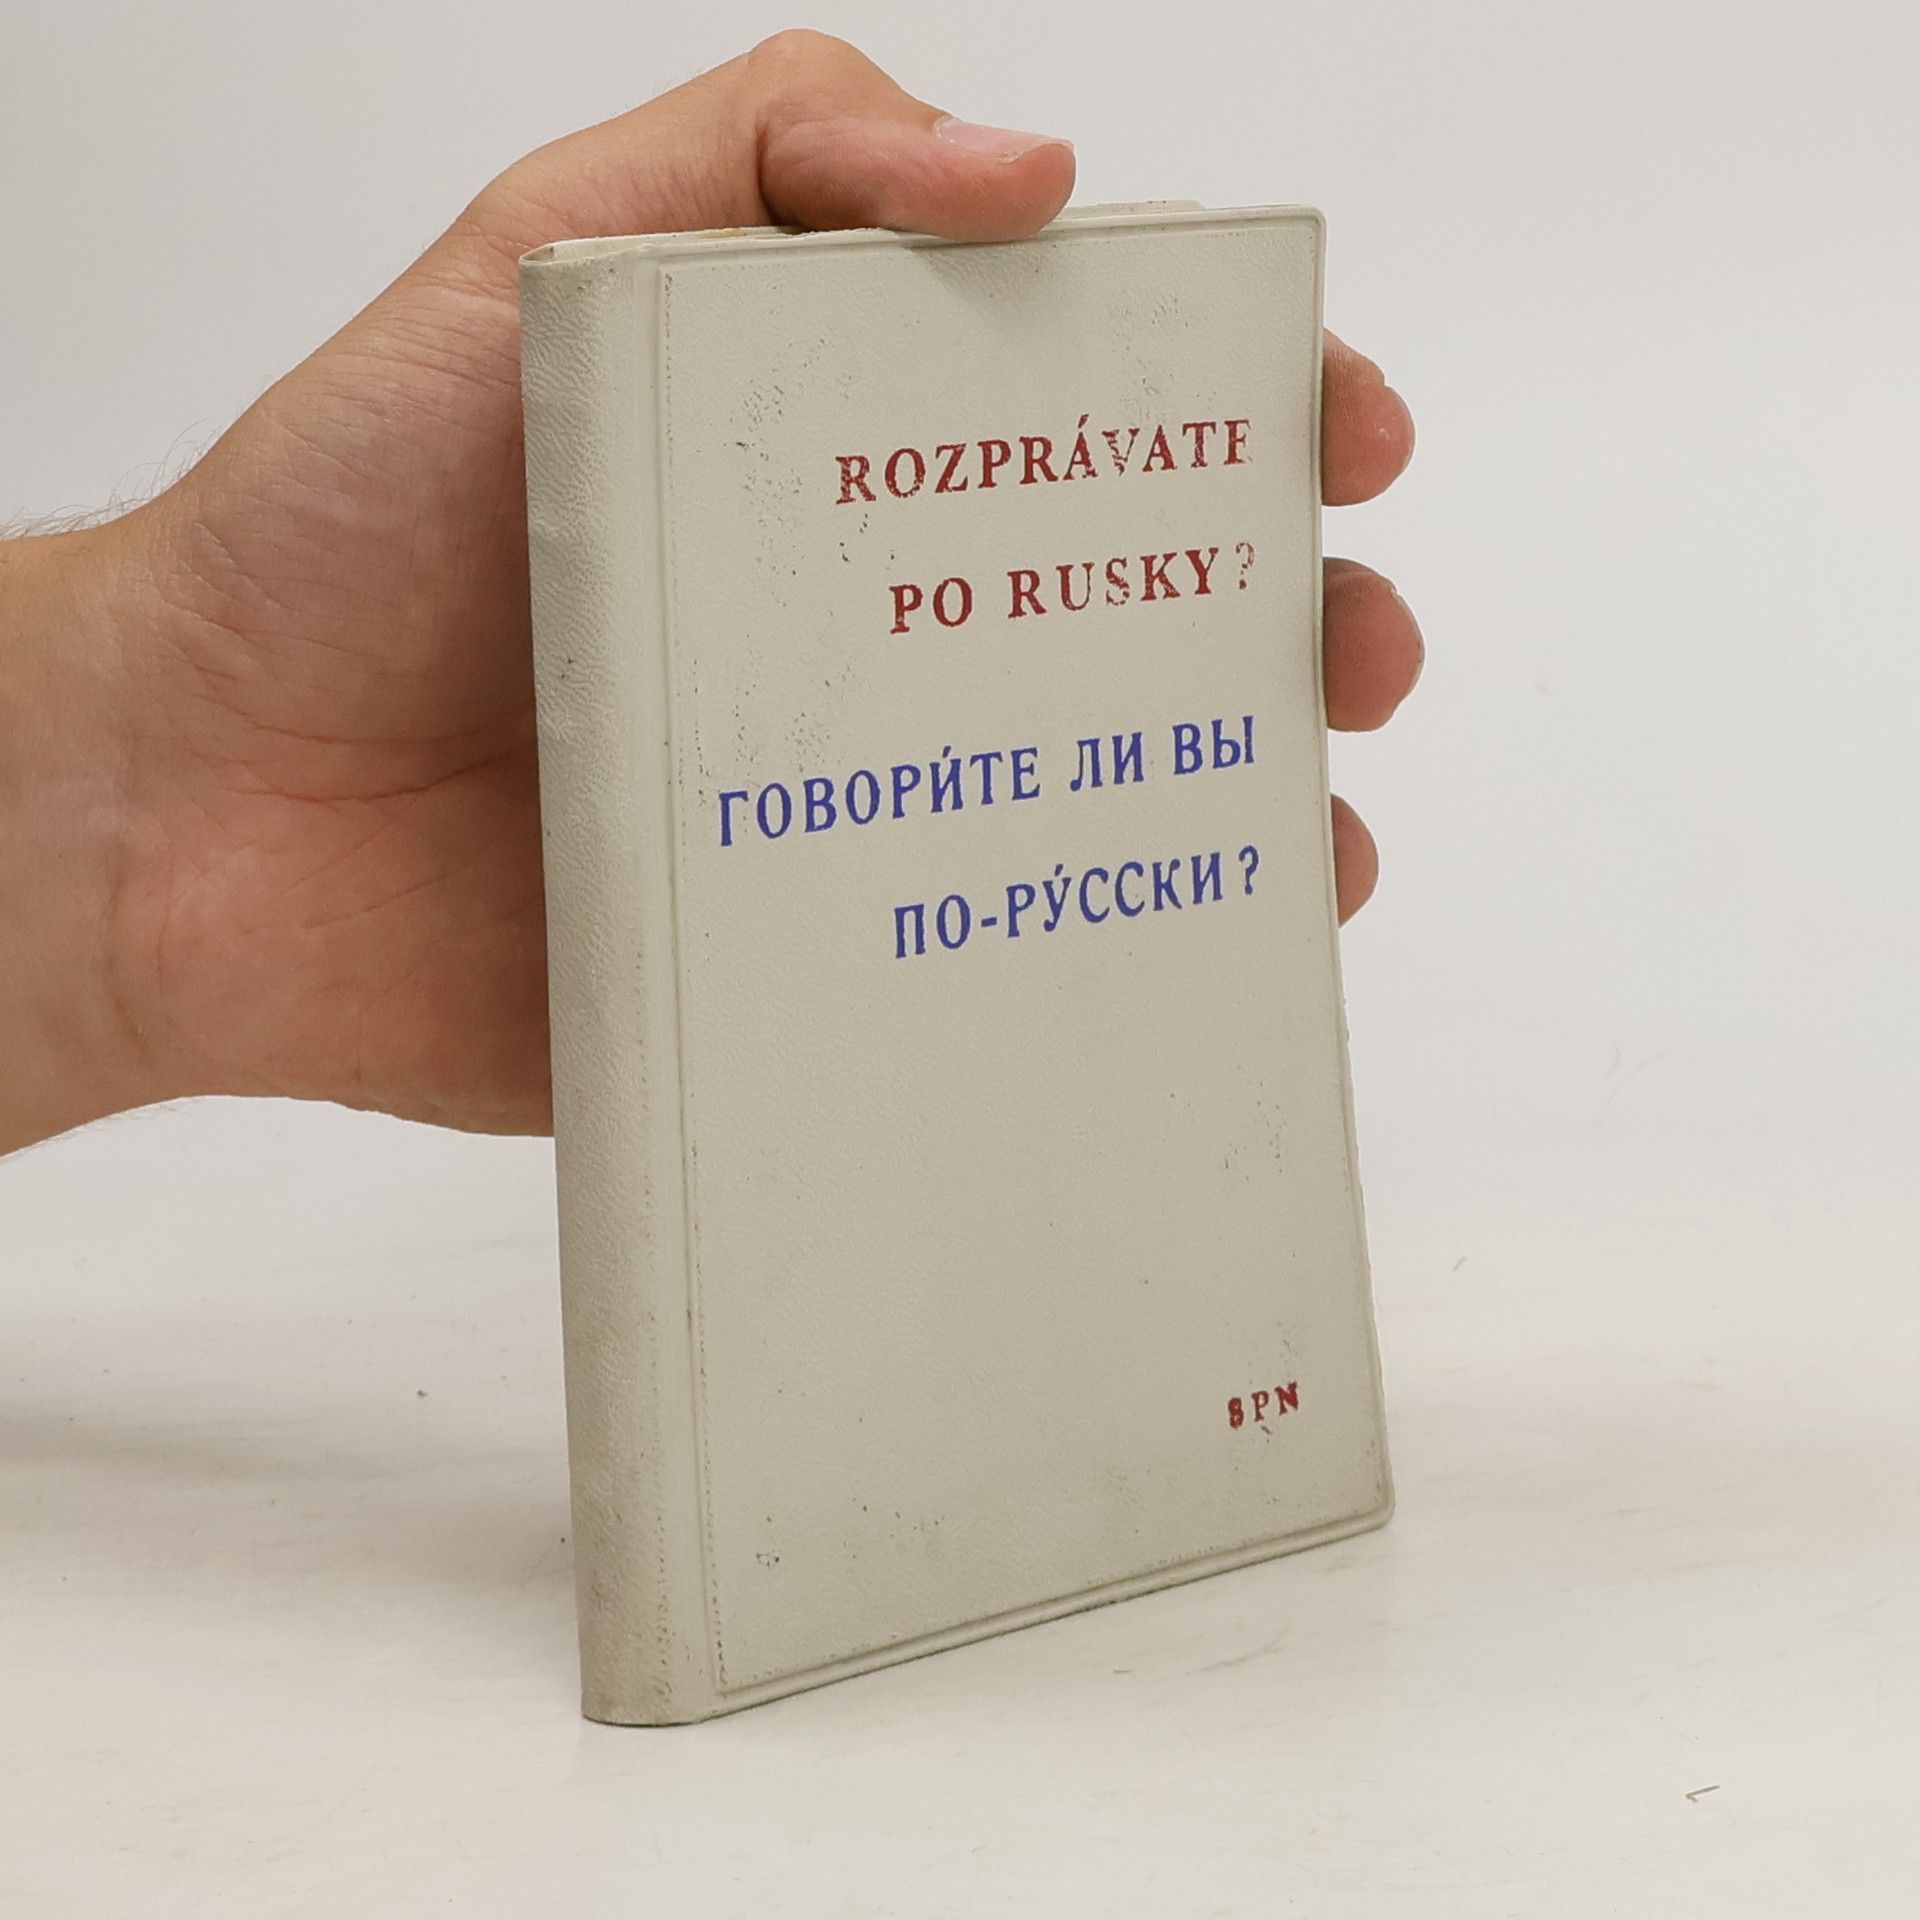 ROZPRÁVATE
PO RUSKY?
ГОВОРИ́ТЕ ЛИ ВЫ
ПО-РУ́ССКИ?
SPN